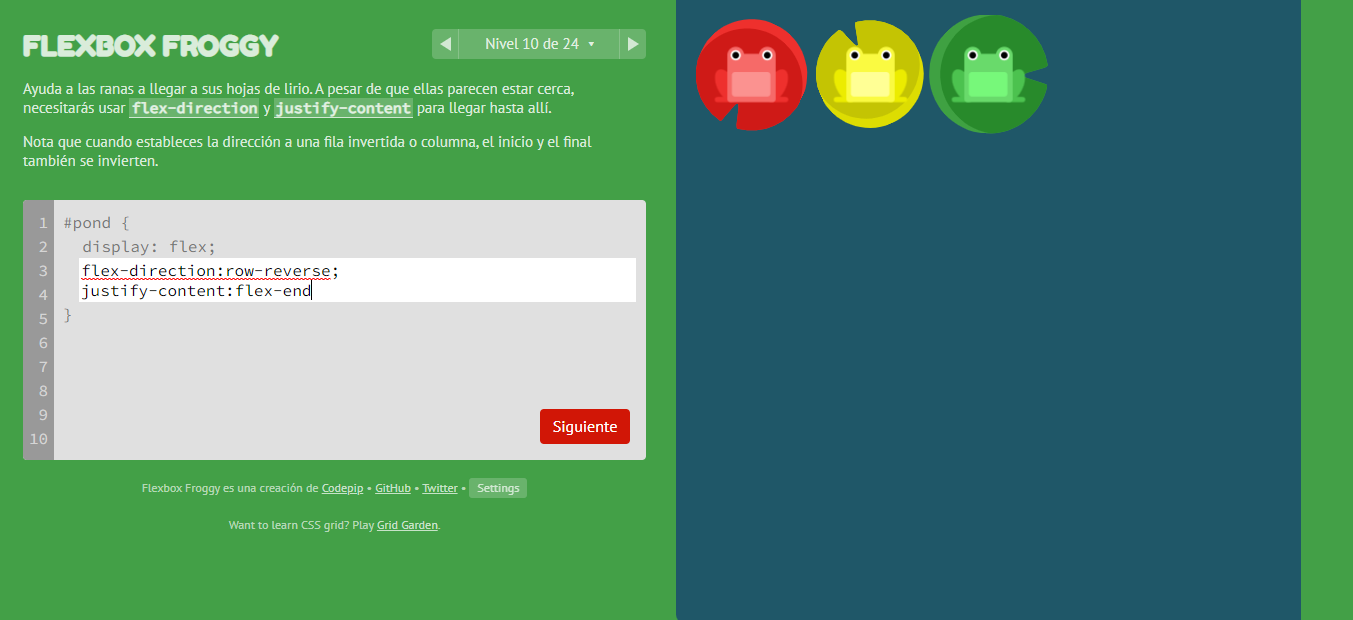 FLEXBOX FROGGY
◀ Nivel 10 de 24 ▾ ▶
Ayuda a las ranas a llegar a sus hojas de lirio. A pesar de que ellas parecen estar cerca,
necesitarás usar flex-direction y justify-content para llegar hasta allí.
Nota que cuando estableces la dirección a una fila invertida o columna, el inicio y el final
también se invierten.
1 #pond {
2 display: flex;
3 flex-direction:row-reverse;
4 justify-content:flex-end
5 }
6
7
8
9
10
Siguiente
Flexbox Froggy es una creación de Codepip • GitHub • Twitter • Settings
Want to learn CSS grid? Play Grid Garden.